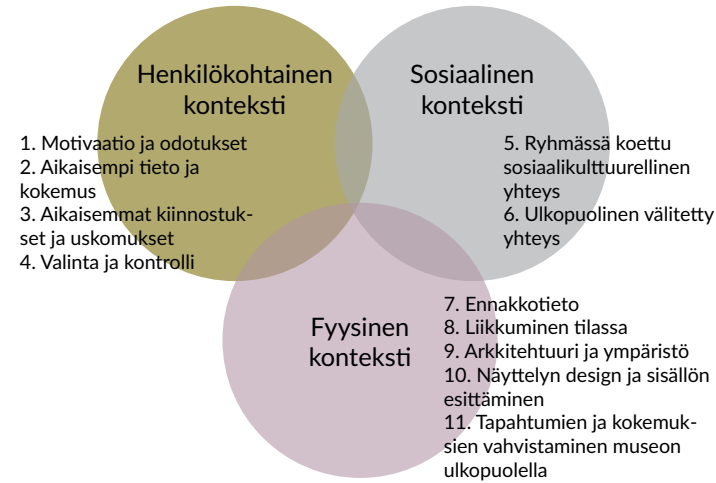 Henkilökohtainen
konteksti
1. Motivaatio ja odotukset
2. Aikaisempi tieto ja
kokemus
3. Aikaisemmat kiinnostuk-
set ja uskomukset
4. Valinta ja kontrolli
Sosiaalinen
konteksti
5. Ryhmässä koettu
sosiaalikulttuurellinen
yhteys
6. Ulkopuolinen välitetty
yhteys
Fyysinen
konteksti
7. Ennakkotieto
8. Liikkuminen tilassa
9. Arkkitehtuuri ja ympäristö
10. Näyttelyn design ja sisällön
esittäminen
11. Tapahtumien ja kokemuk-
sien vahvistaminen museon
ulkopuolella